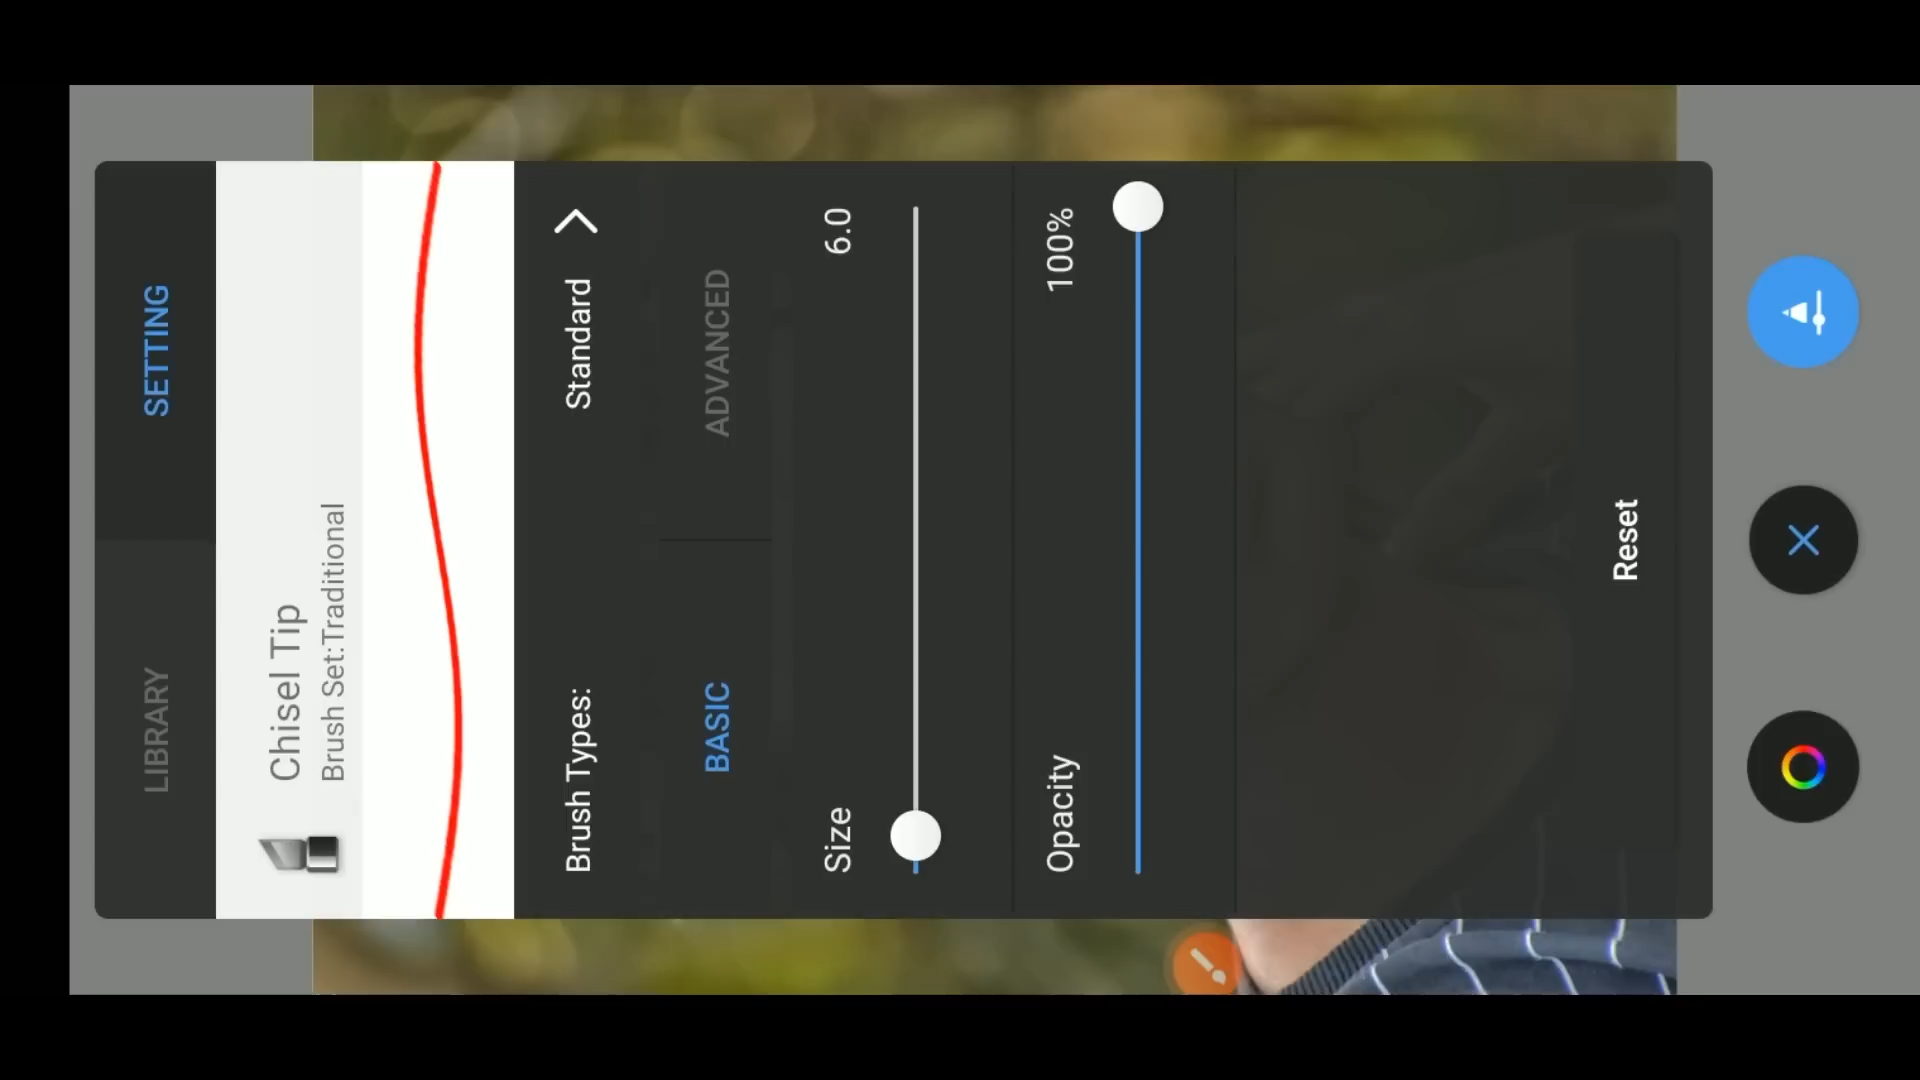 LIBRARY SETTING
Chisel Tip
Brush Set:Traditional
Brush Types: Standard
BASIC ADVANCED
Size 6.0
Opacity 100%
Reset